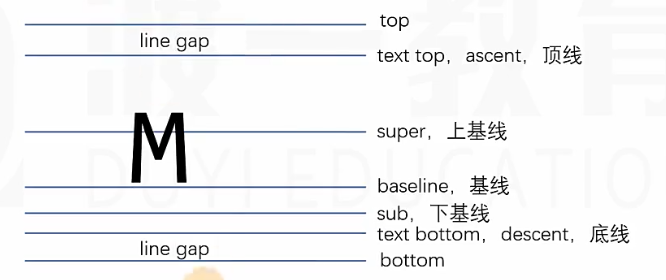 top
line gap
text top，ascent，顶线
super，上基线
M
baseline，基线
sub，下基线
text bottom，descent，底线
line gap
bottom
渡一教育
DUYI EDUCATION